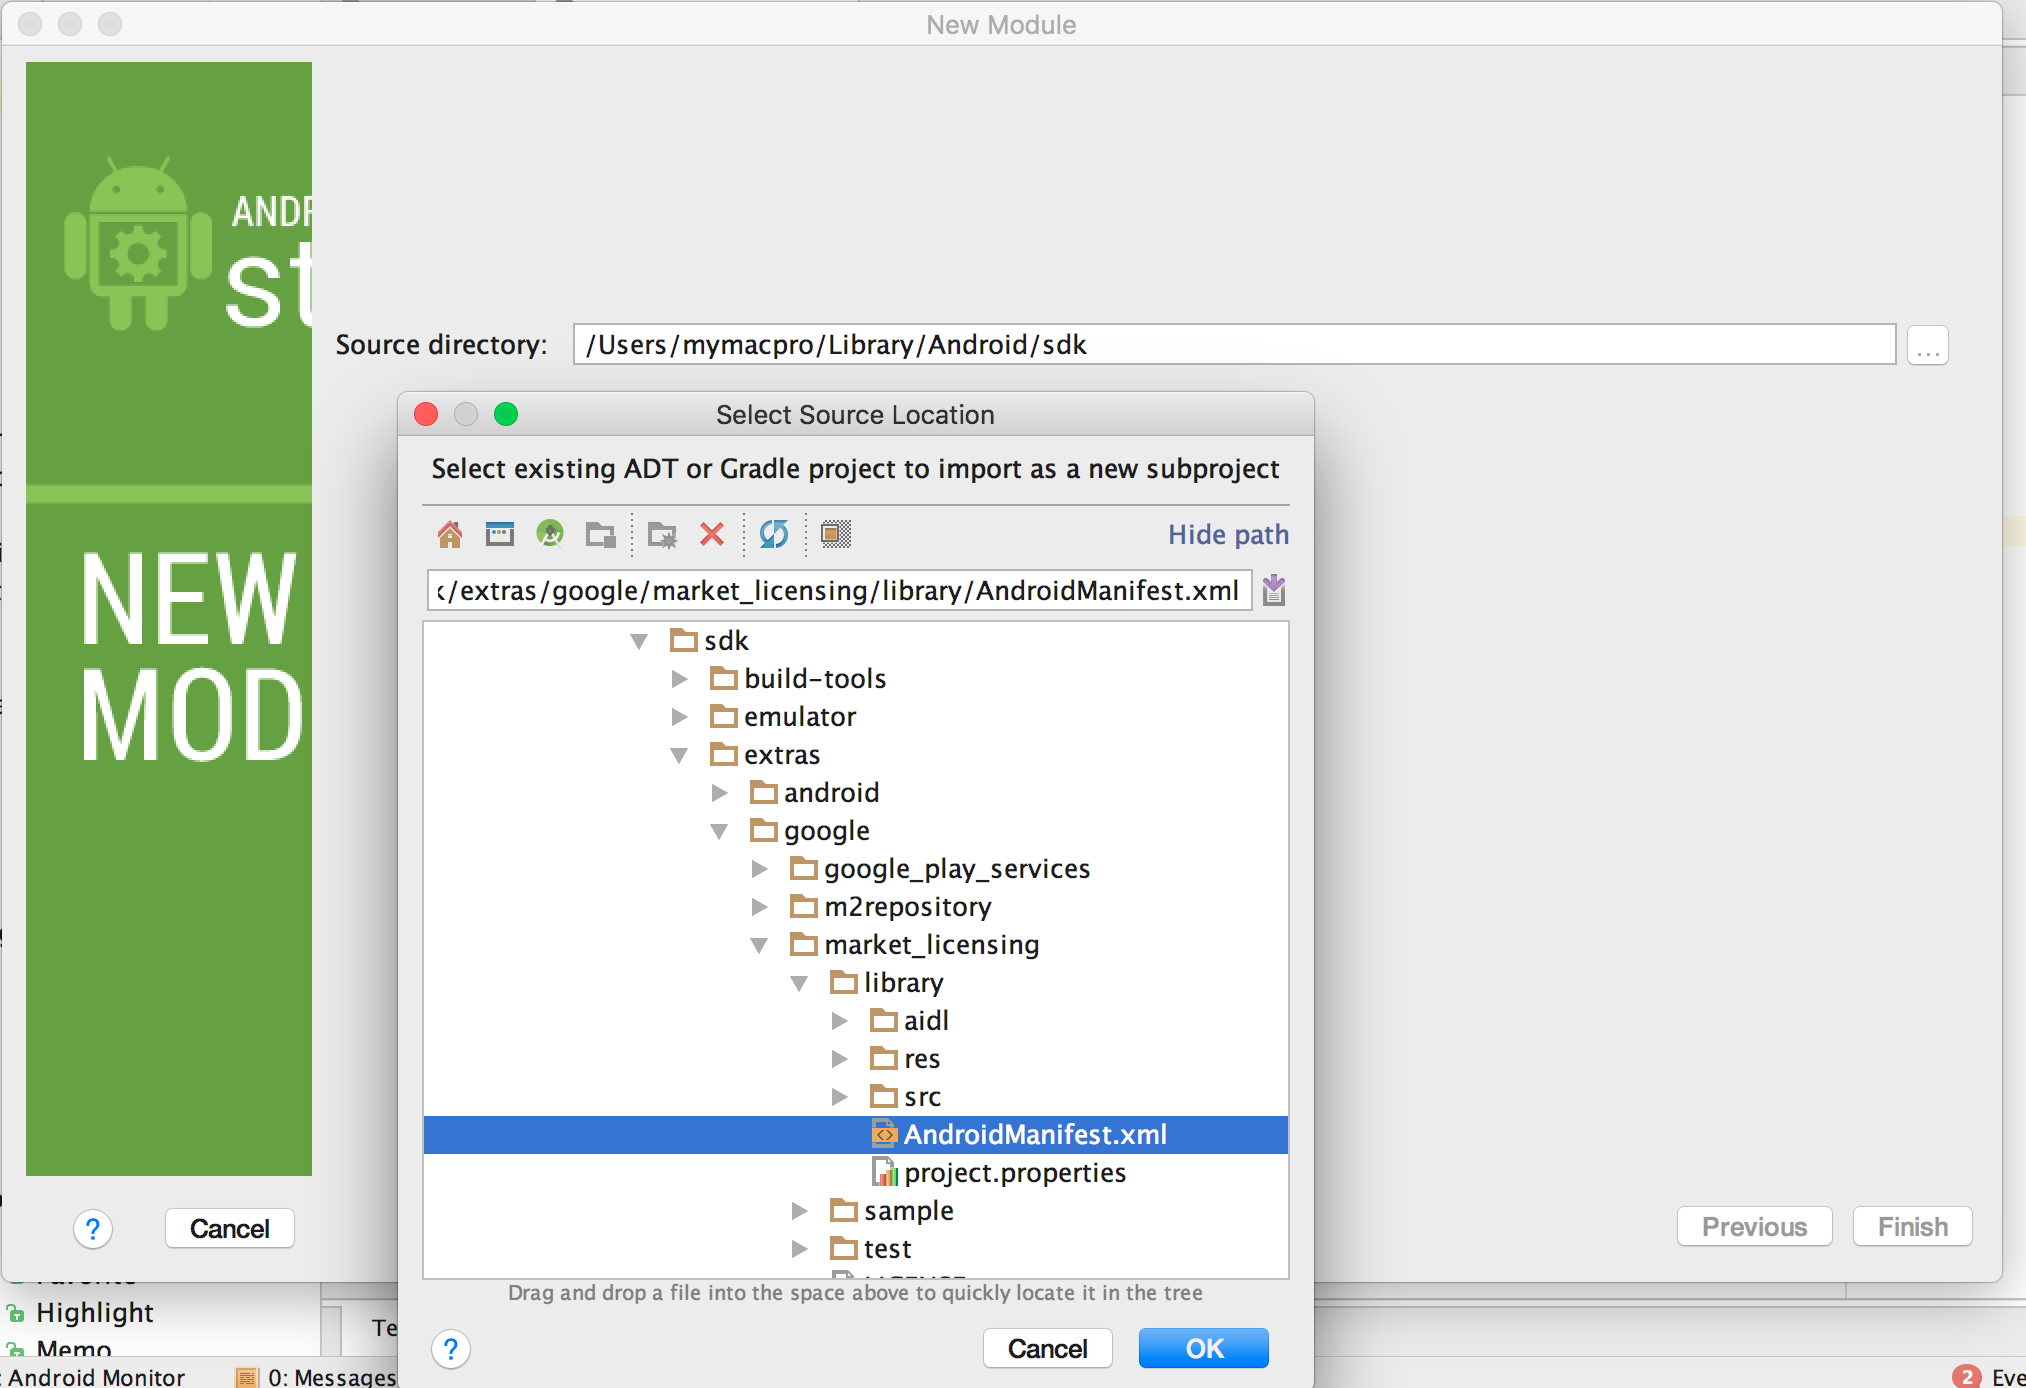 New Module
ANDR
st
NEW
MOD
Source directory: /Users/mymacpro/Library/Android/sdk ...
Select Source Location
Select existing ADT or Gradle project to import as a new subproject
Hide path
/extras/google/market_licensing/library/AndroidManifest.xml
sdk
build-tools
emulator
extras
android
google
google_play_services
m2repository
market_licensing
library
aidl
res
src
AndroidManifest.xml
project.properties
sample
test
LICENSE
Drag and drop a file into the space above to quickly locate it in the tree
? Cancel OK
? Cancel Previous Finish
Favorite
Highlight
Memo
Te
: Android Monitor 0: Messages 2 Eve